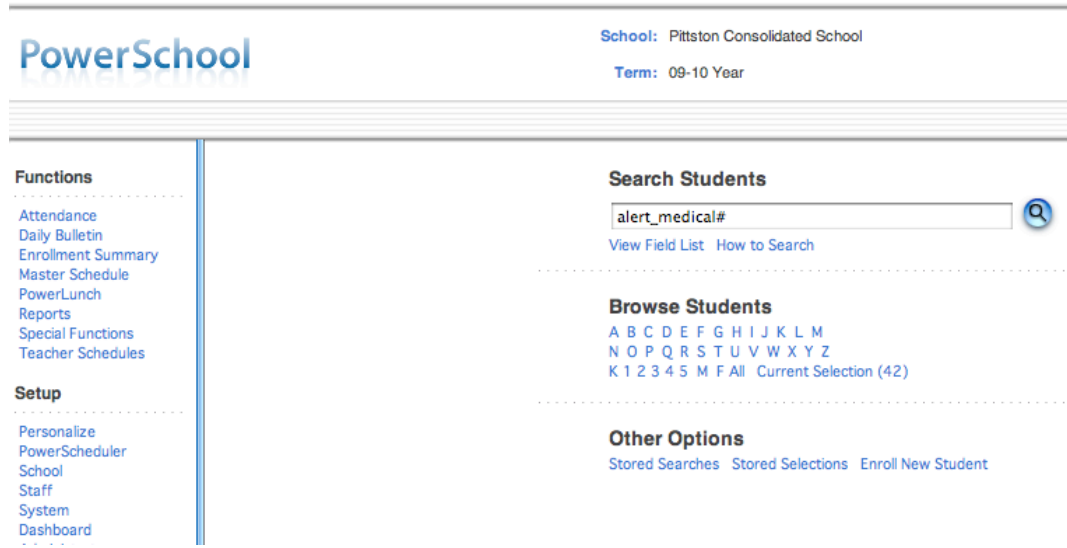 PowerSchool
School: Pittston Consolidated School
Term: 09-10 Year
Functions
Attendance
Daily Bulletin
Enrollment Summary
Master Schedule
PowerLunch
Reports
Special Functions
Teacher Schedules
Setup
Personalize
PowerScheduler
School
Staff
System
Dashboard
Search Students
alert_medical#
View Field List How to Search
Browse Students
A B C D E F G H I J K L M
N O P Q R S T U V W X Y Z
K 1 2 3 4 5 M F All Current Selection (42)
Other Options
Stored Searches Stored Selections Enroll New Student